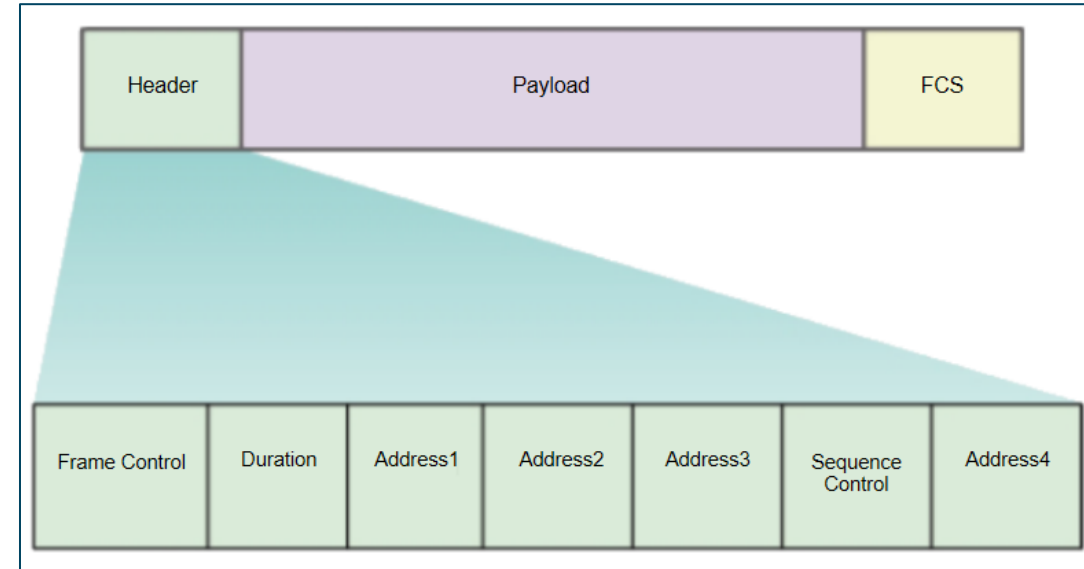 Header
Payload
FCS
Frame Control
Duration
Address1
Address2
Address3
Sequence
Control
Address4